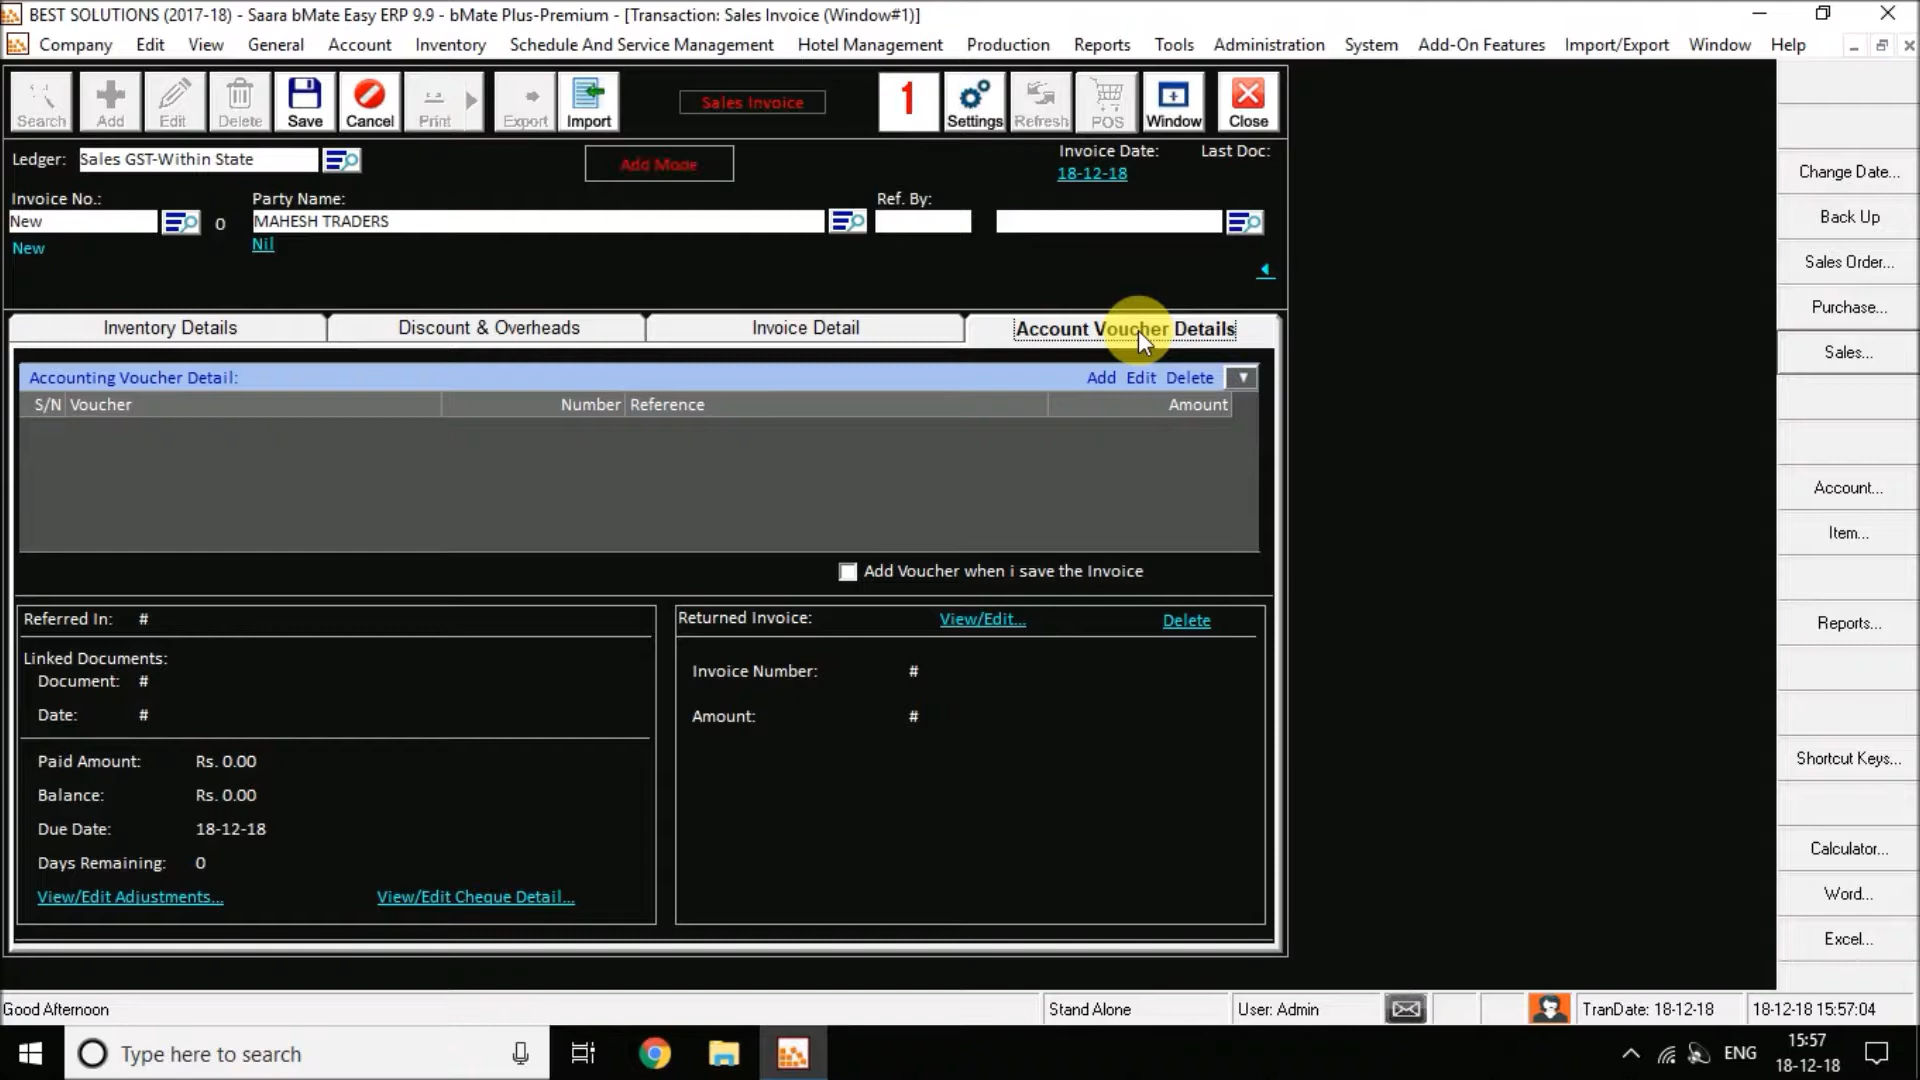 BEST SOLUTIONS (2017-18) - Saara bMate Easy ERP 9.9 - bMate Plus-Premium - [Transaction: Sales Invoice (Window#1)]
Company Edit View General Account Inventory Schedule And Service Management Hotel Management Production Reports Tools Administration System Add-On Features Import/Export Window Help
Search Add Edit Delete Save Cancel Print Export Import Sales Invoice 1 Settings Refresh POS Window Close
Ledger: Sales GST-Within State Add Mode Invoice Date: Last Doc:
18-12-18
Invoice No.: Party Name: Ref. By:
New 0 MAHESH TRADERS
New Nil
Inventory Details Discount & Overheads Invoice Detail Account Voucher Details
Accounting Voucher Detail: Add Edit Delete
S/N Voucher Number Reference Amount
Add Voucher when i save the Invoice
Referred In: #
Linked Documents:
Document: #
Date: #
Paid Amount: Rs. 0.00
Balance: Rs. 0.00
Due Date: 18-12-18
Days Remaining: 0
View/Edit Adjustments... View/Edit Cheque Detail...
Returned Invoice: View/Edit... Delete
Invoice Number: #
Amount: #
Change Date...
Back Up
Sales Order...
Purchase...
Sales...
Account...
Item...
Reports...
Shortcut Keys...
Calculator...
Word...
Excel...
Good Afternoon Stand Alone User: Admin TranDate: 18-12-18 18-12-18 15:57:04
Type here to search ENG 15:57
18-12-18